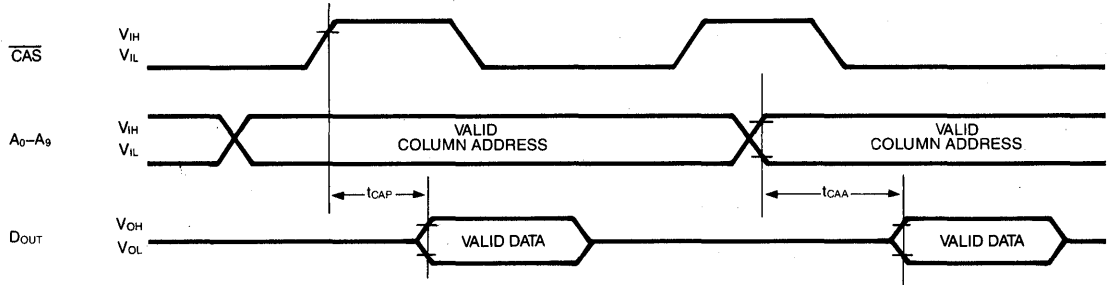 C̅A̅S̅
VIH
VIL
A0–A9
VIH
VIL
VALID
COLUMN ADDRESS
VALID
COLUMN ADDRESS
tCAP
tCAA
DOUT
VOH
VOL
VALID DATA
VALID DATA